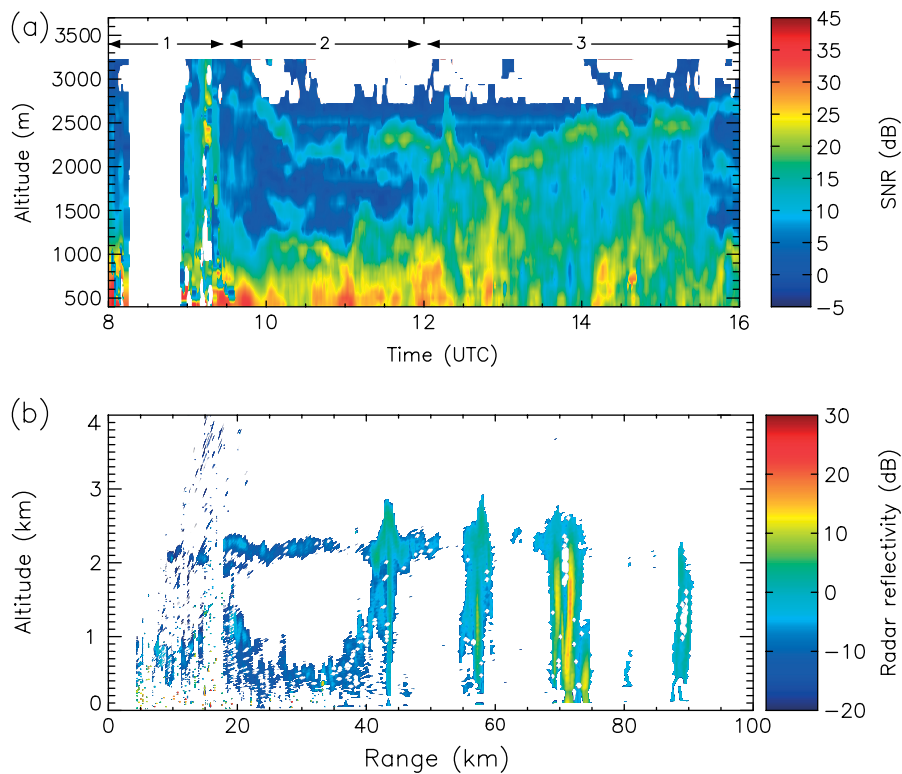 (a)
1 2 3
3500
3000
2500
2000
1500
1000
500
Altitude (m)
8 10 12 14 16
Time (UTC)
45
40
35
30
25
20
15
10
5
0
−5
SNR (dB)
(b)
4
3
2
1
0
Altitude (km)
0 20 40 60 80 100
Range (km)
30
20
10
0
−10
−20
Radar reflectivity (dB)